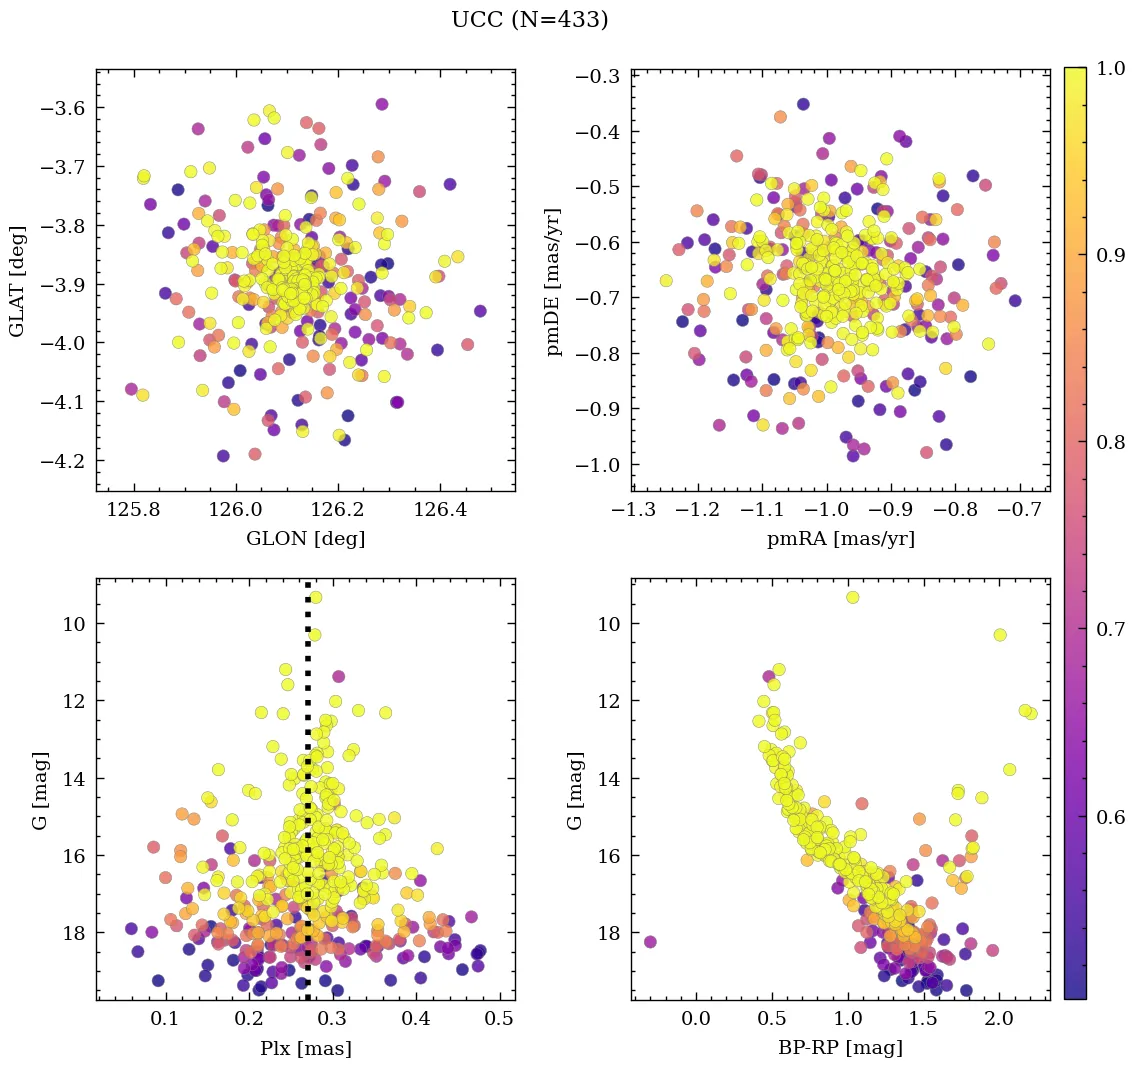 UCC (N=433)
−3.6
−3.7
−3.8
−3.9
−4.0
−4.1
−4.2
GLAT [deg]
125.8 126.0 126.2 126.4
GLON [deg]
−0.3
−0.4
−0.5
−0.6
−0.7
−0.8
−0.9
−1.0
pmDE [mas/yr]
−1.3 −1.2 −1.1 −1.0 −0.9 −0.8 −0.7
pmRA [mas/yr]
1.0
0.9
0.8
0.7
0.6
10
12
14
16
18
G [mag]
0.1 0.2 0.3 0.4 0.5
Plx [mas]
10
12
14
16
18
G [mag]
0.0 0.5 1.0 1.5 2.0
BP-RP [mag]